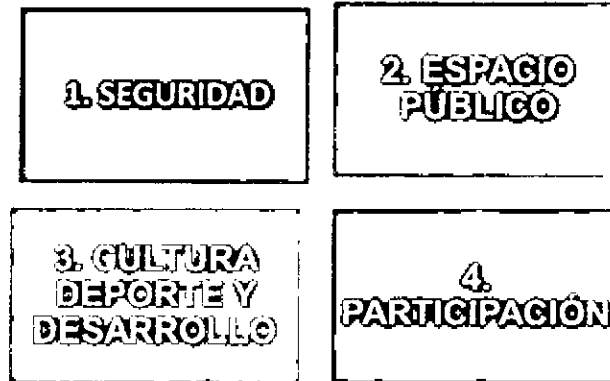 1. SEGURIDAD
2. ESPACIO
PÚBLICO
3. CULTURA
DEPORTE Y
DESARROLLO
4.
PARTICIPACIÓN